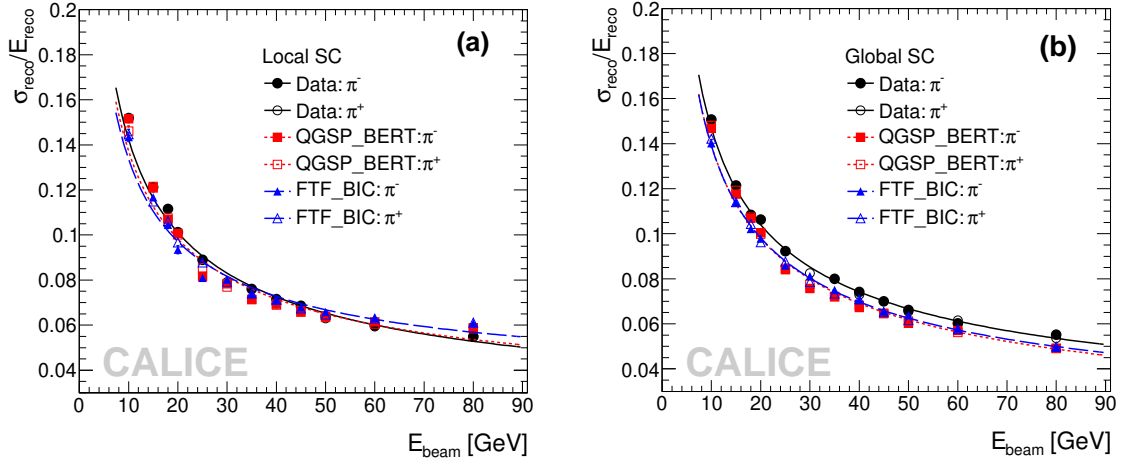 σreco/Ereco
0.2
0.18
0.16
0.14
0.12
0.1
0.08
0.06
0.04
(a)
Local SC
Data: π-
Data: π+
QGSP_BERT:π-
QGSP_BERT:π+
FTF_BIC: π-
FTF_BIC: π+
CALICE
0 10 20 30 40 50 60 70 80 90
Ebeam [GeV]
σreco/Ereco
0.2
0.18
0.16
0.14
0.12
0.1
0.08
0.06
0.04
(b)
Global SC
Data: π-
Data: π+
QGSP_BERT:π-
QGSP_BERT:π+
FTF_BIC: π-
FTF_BIC: π+
CALICE
0 10 20 30 40 50 60 70 80 90
Ebeam [GeV]